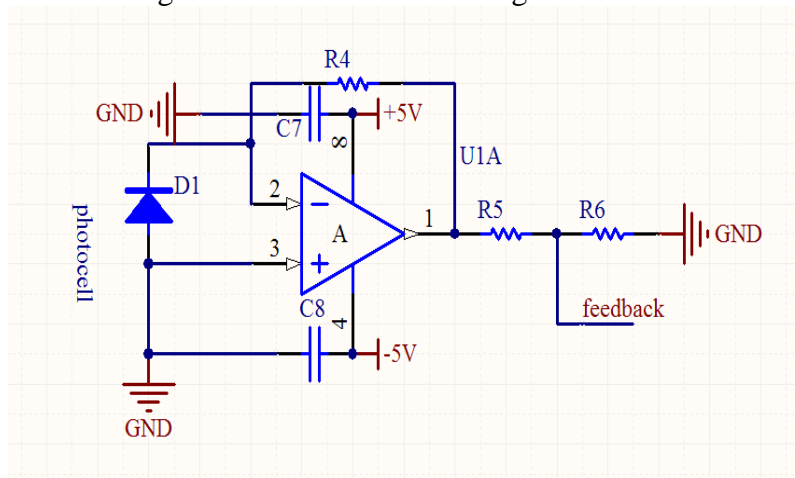 R4
GND
+5V
C7
8
U1A
D1
2
R5
R6
1
A
GND
photocell
3
C8
feedback
4
-5V
GND